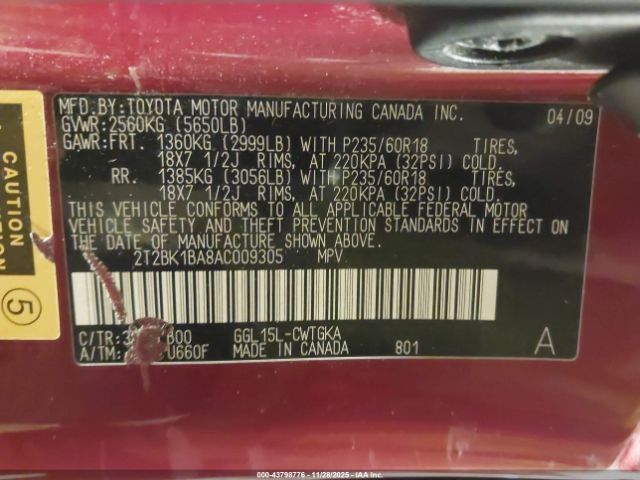 MFD.BY:TOYOTA MOTOR MANUFACTURING CANADA INC. 04/09
GVWR:2560KG (5650LB)
GAWR:FRT. 1360KG (2999LB) WITH P235/60R18 TIRES,
18X7 1/2J RIMS, AT 220KPA (32PSI) COLD.
RR. 1385KG (3056LB) WITH P235/60R18 TIRES,
18X7 1/2J RIMS, AT 220KPA (32PSI) COLD.
THIS VEHICLE CONFORMS TO ALL APPLICABLE FEDERAL MOTOR
VEHICLE SAFETY AND THEFT PREVENTION STANDARDS IN EFFECT ON
THE DATE OF MANUFACTURE SHOWN ABOVE.
2T2BK1BA8AC009305 MPV
C/TR: GGL15L-CWTGKA
A/TM: U660F MADE IN CANADA 801 A
CAUTION
5
000-43798776 - 11/28/2025 - IAAI, Inc.